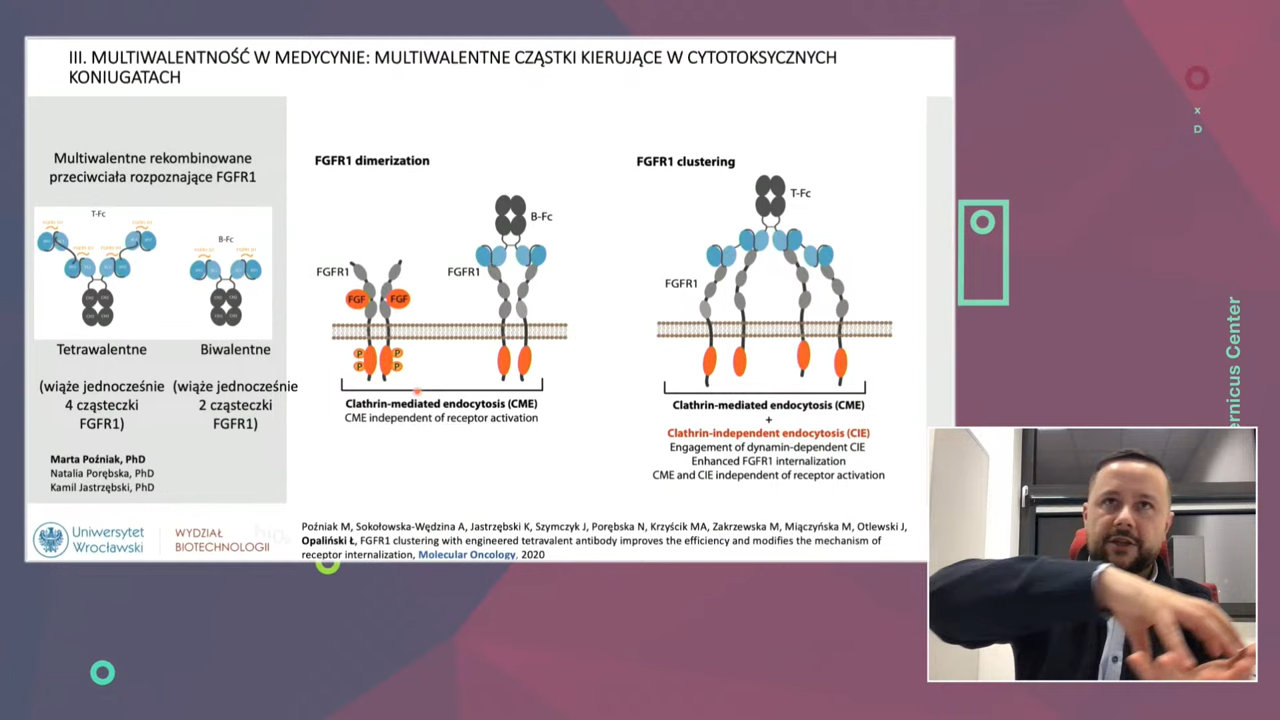 III. MULTIWALENTNOŚĆ W MEDYCYNIE: MULTIWALENTNE CZĄSTKI KIERUJĄCE W CYTOTOKSYCZNYCH
KONIUGATACH
Multiwalentne rekombinowane
przeciwciała rozpoznające FGFR1
T-Fc
B-Fc
Tetrawalentne
Biwalentne
(wiąże jednocześnie
4 cząsteczki
FGFR1)
(wiąże jednocześnie
2 cząsteczki
FGFR1)
Marta Poźniak, PhD
Natalia Porębska, PhD
Kamil Jastrzębski, PhD
FGFR1 dimerization
B-Fc
FGFR1
FGFR1
FGF
FGF
P
P
P
P
Clathrin-mediated endocytosis (CME)
CME independent of receptor activation
FGFR1 clustering
T-Fc
FGFR1
Clathrin-mediated endocytosis (CME)
+
Clathrin-independent endocytosis (CIE)
Engagement of dynamin-dependent CIE
Enhanced FGFR1 internalization
CME and CIE independent of receptor activation
Uniwersytet
Wrocławski
WYDZIAŁ
BIOTECHNOLOGII
Poźniak M, Sokołowska-Wędzina A, Jastrzębski K, Szymczyk J, Porębska N, Krzyścik MA, Zakrzewska M, Miączyńska M, Otlewski J,
Opaliński Ł, FGFR1 clustering with engineered tetravalent antibody improves the efficiency and modifies the mechanism of
receptor internalization, Molecular Oncology, 2020
x
D
ernicus Center